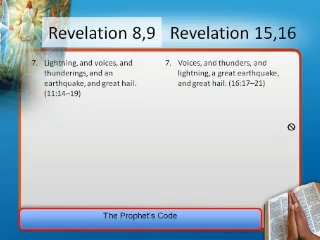 Revelation 8,9 Revelation 15,16
7. Lightning, and voices, and
thunderings, and an
earthquake, and great hail.
(11:14–19)
7. Voices, and thunders, and
lightning, a great earthquake,
and great hail. (16:17–21)
The Prophet's Code